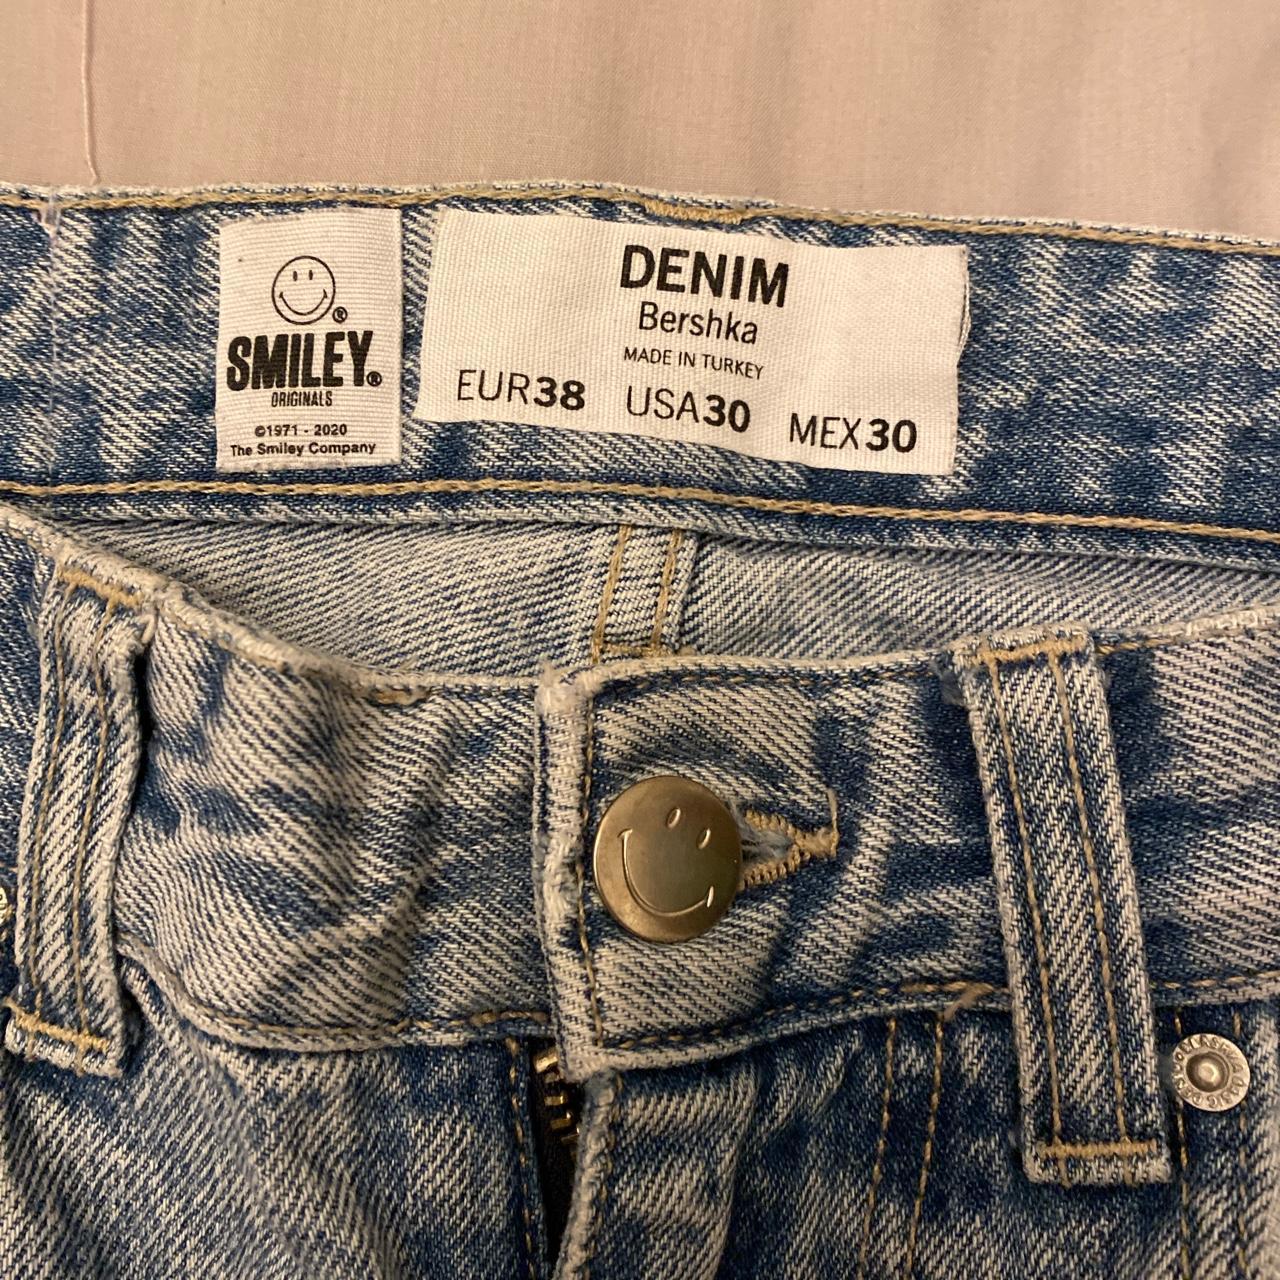 SMILEY®
ORIGINALS
©1971 - 2020
The Smiley Company
DENIM
Bershka
MADE IN TURKEY
EUR38 USA30 MEX30